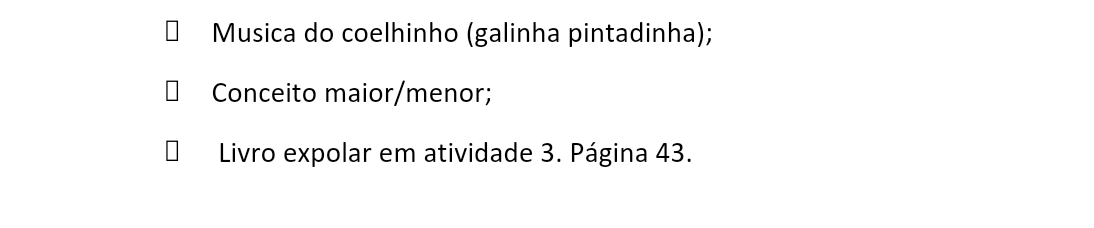 Musica do coelhinho (galinha pintadinha);
Conceito maior/menor;
Livro expolar em atividade 3. Página 43.